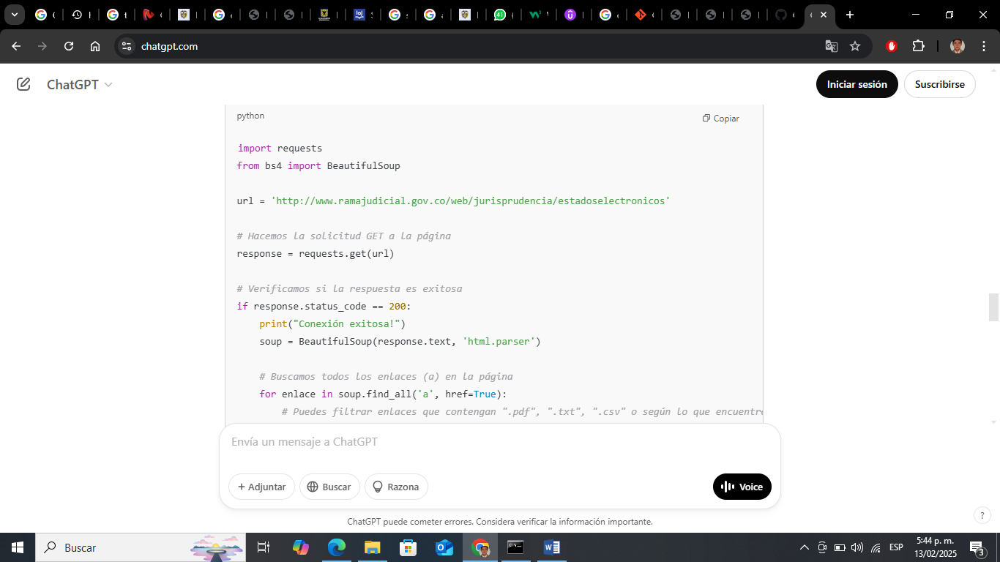 chatgpt.com
ChatGPT
Iniciar sesión
Suscribirse
python
Copiar
import requests
from bs4 import BeautifulSoup
url = 'http://www.ramajudicial.gov.co/web/jurisprudencia/estadoselectronicos'
# Hacemos la solicitud GET a la página
response = requests.get(url)
# Verificamos si la respuesta es exitosa
if response.status_code == 200:
print("Conexión exitosa!")
soup = BeautifulSoup(response.text, 'html.parser')
# Buscamos todos los enlaces (a) en la página
for enlace in soup.find_all('a', href=True):
# Puedes filtrar enlaces que contengan ".pdf", ".txt", ".csv" o según lo que encuentre
Envía un mensaje a ChatGPT
+ Adjuntar
Buscar
Razona
Voice
ChatGPT puede cometer errores. Considera verificar la información importante.
?
Buscar
ESP
5:44 p. m.
13/02/2025
3